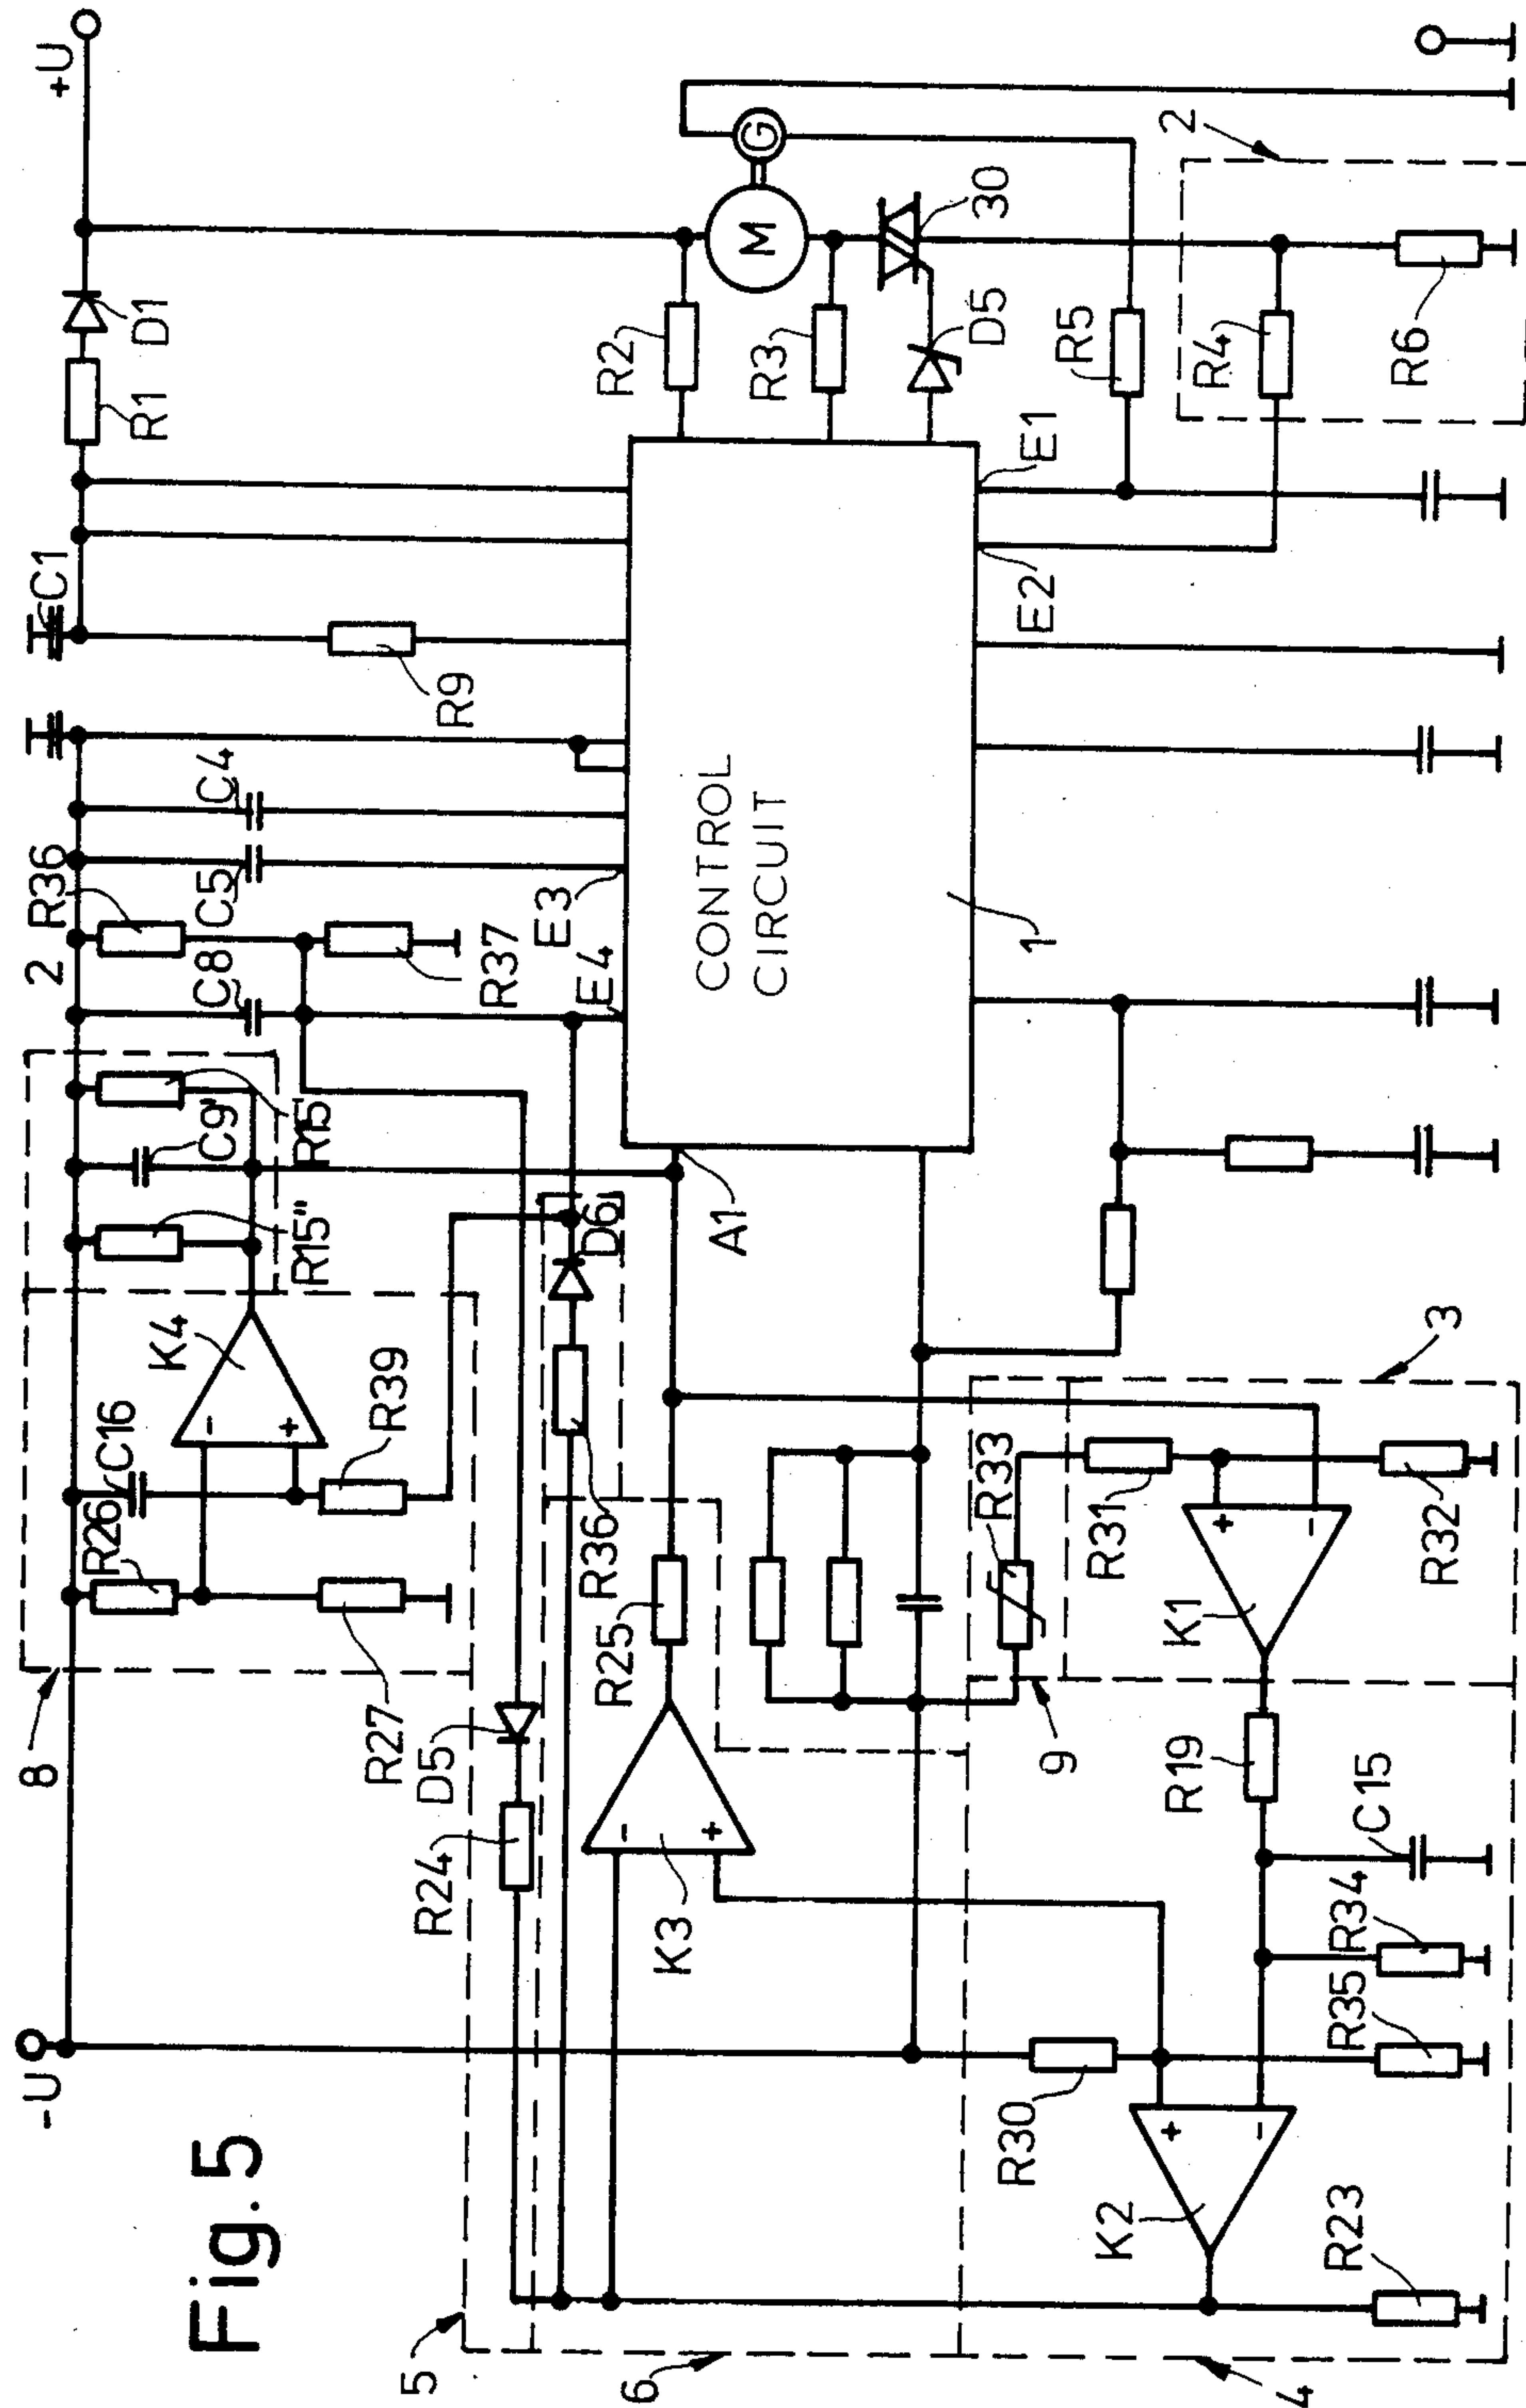 Fig. 5
-U
+U
8
R26
C16
K4
R15"
C9'
R15'
2
R36
C8
C5
C4
C1
R1
D1
R27
R39
R37
E3
E4
R9
R2
M
G
R3
30
D5
2
D5
R24
R36
D6
A1
CONTROL
CIRCUIT
1
E1
E2
R5
R4
R6
5
6
K3
R25
R33
9
3
R31
R32
K1
R19
C15
R34
R35
R30
K2
R23
4
- +
- +
+ -
+ -